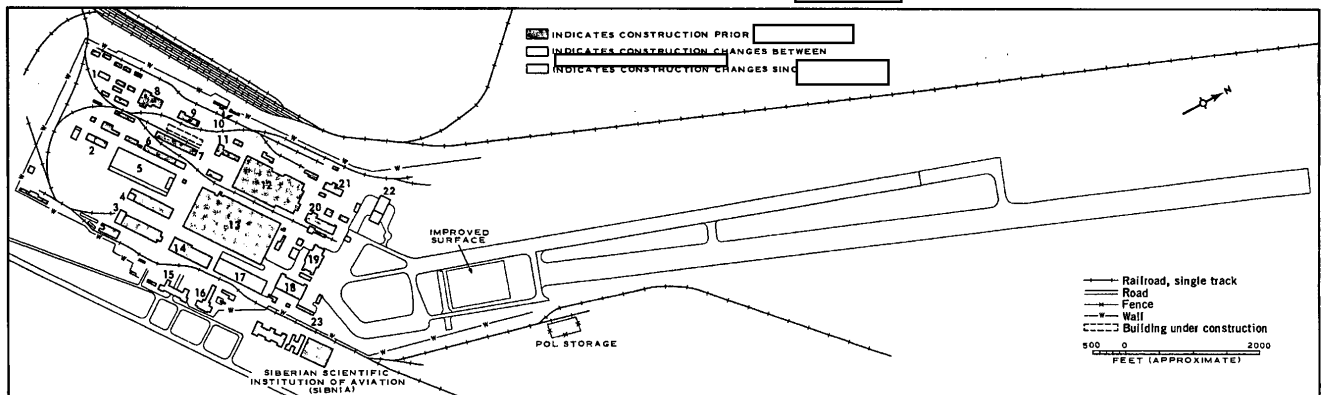 INDICATES CONSTRUCTION PRIOR
INDICATES CONSTRUCTION CHANGES BETWEEN
INDICATES CONSTRUCTION CHANGES SINC
N
1
8
9
10
11
2
6
7
5
12
21
22
4
3
13
20
14
19
15
17
16
18
23
IMPROVED
SURFACE
POL STORAGE
SIBERIAN SCIENTIFIC
INSTITUTION OF AVIATION
(SIBNIA)
W
W
W
W
W
W
W
W
W
W
W
Railroad, single track
Road
Fence
W Wall
Building under construction
500 0 2000
FEET (APPROXIMATE)